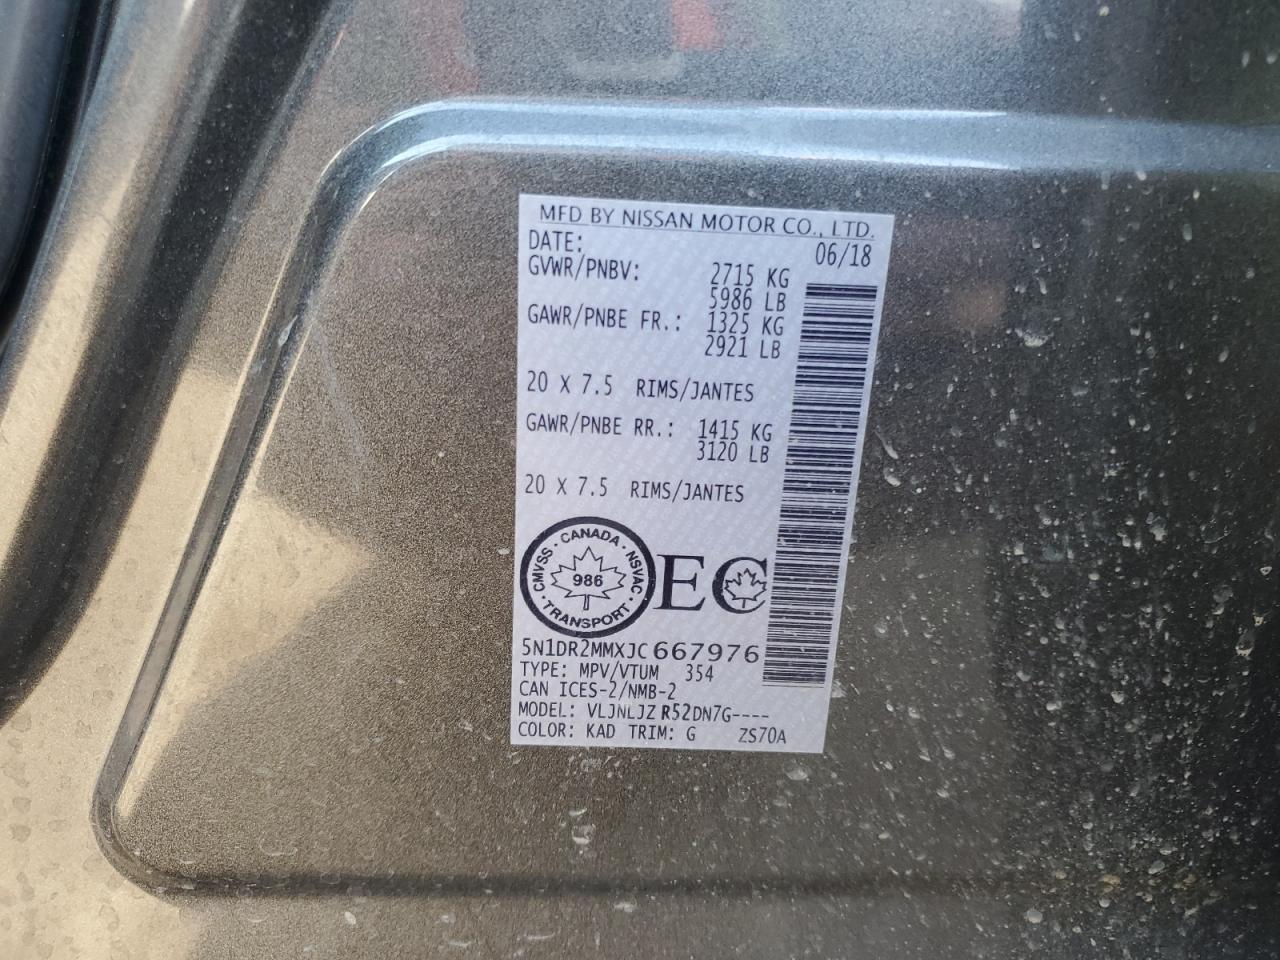 MFD BY NISSAN MOTOR CO., LTD.
DATE: 06/18
GVWR/PNBV: 2715 KG
5986 LB
GAWR/PNBE FR.: 1325 KG
2921 LB
20 X 7.5 RIMS/JANTES
GAWR/PNBE RR.: 1415 KG
3120 LB
20 X 7.5 RIMS/JANTES
CMVSS · CANADA · NSVAC · TRANSPORT ·
986
EC
5N1DR2MMXJC667976
TYPE: MPV/VTUM 354
CAN ICES-2/NMB-2
MODEL: VLJNLJZ R52DN7G----
COLOR: KAD TRIM: G ZS70A